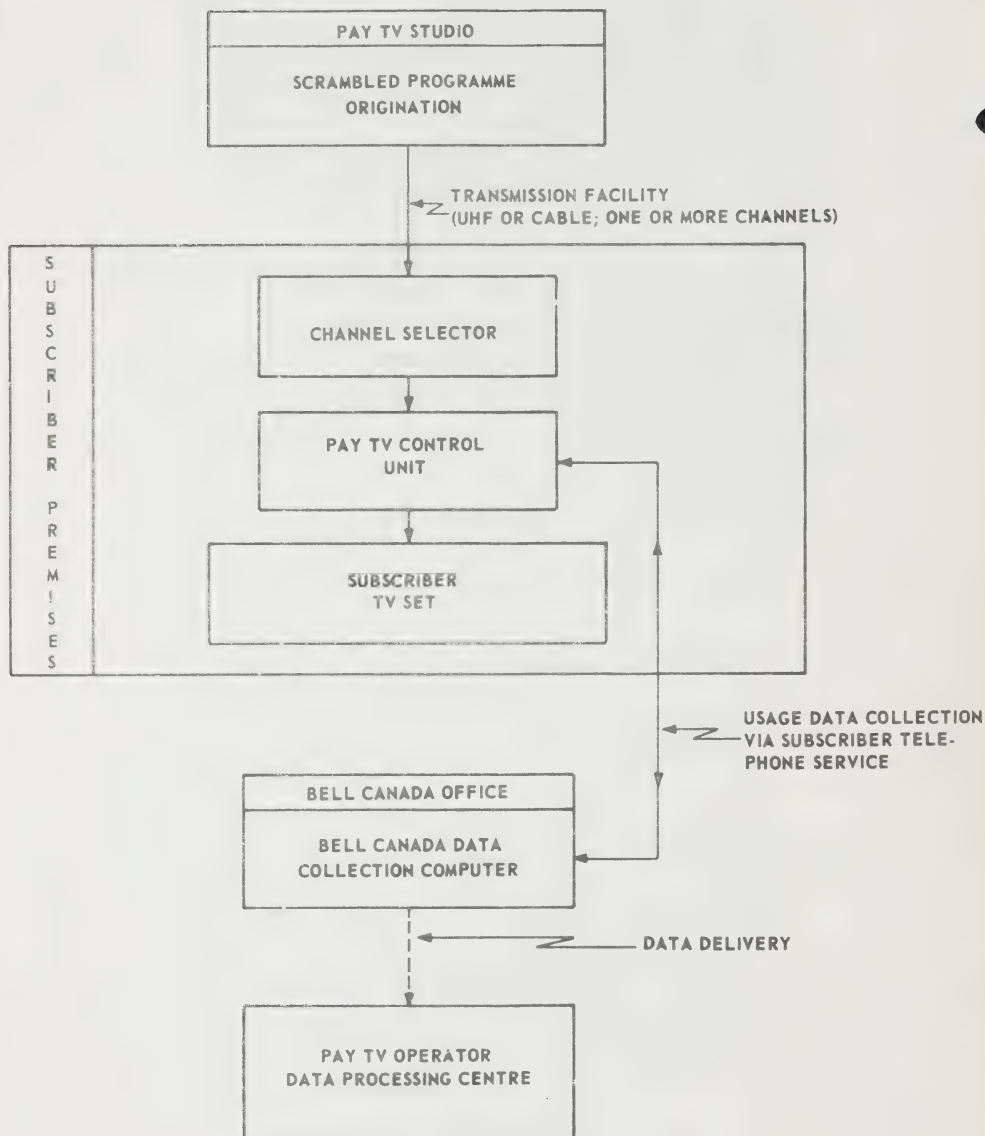 PAY TV STUDIO
SCRAMBLED PROGRAMME
ORIGINATION
TRANSMISSION FACILITY
(UHF OR CABLE; ONE OR MORE CHANNELS)
SUBSCRIBER PREMISES
CHANNEL SELECTOR
PAY TV CONTROL
UNIT
SUBSCRIBER
TV SET
USAGE DATA COLLECTION
VIA SUBSCRIBER TELE-
PHONE SERVICE
BELL CANADA OFFICE
BELL CANADA DATA
COLLECTION COMPUTER
DATA DELIVERY
PAY TV OPERATOR
DATA PROCESSING CENTRE